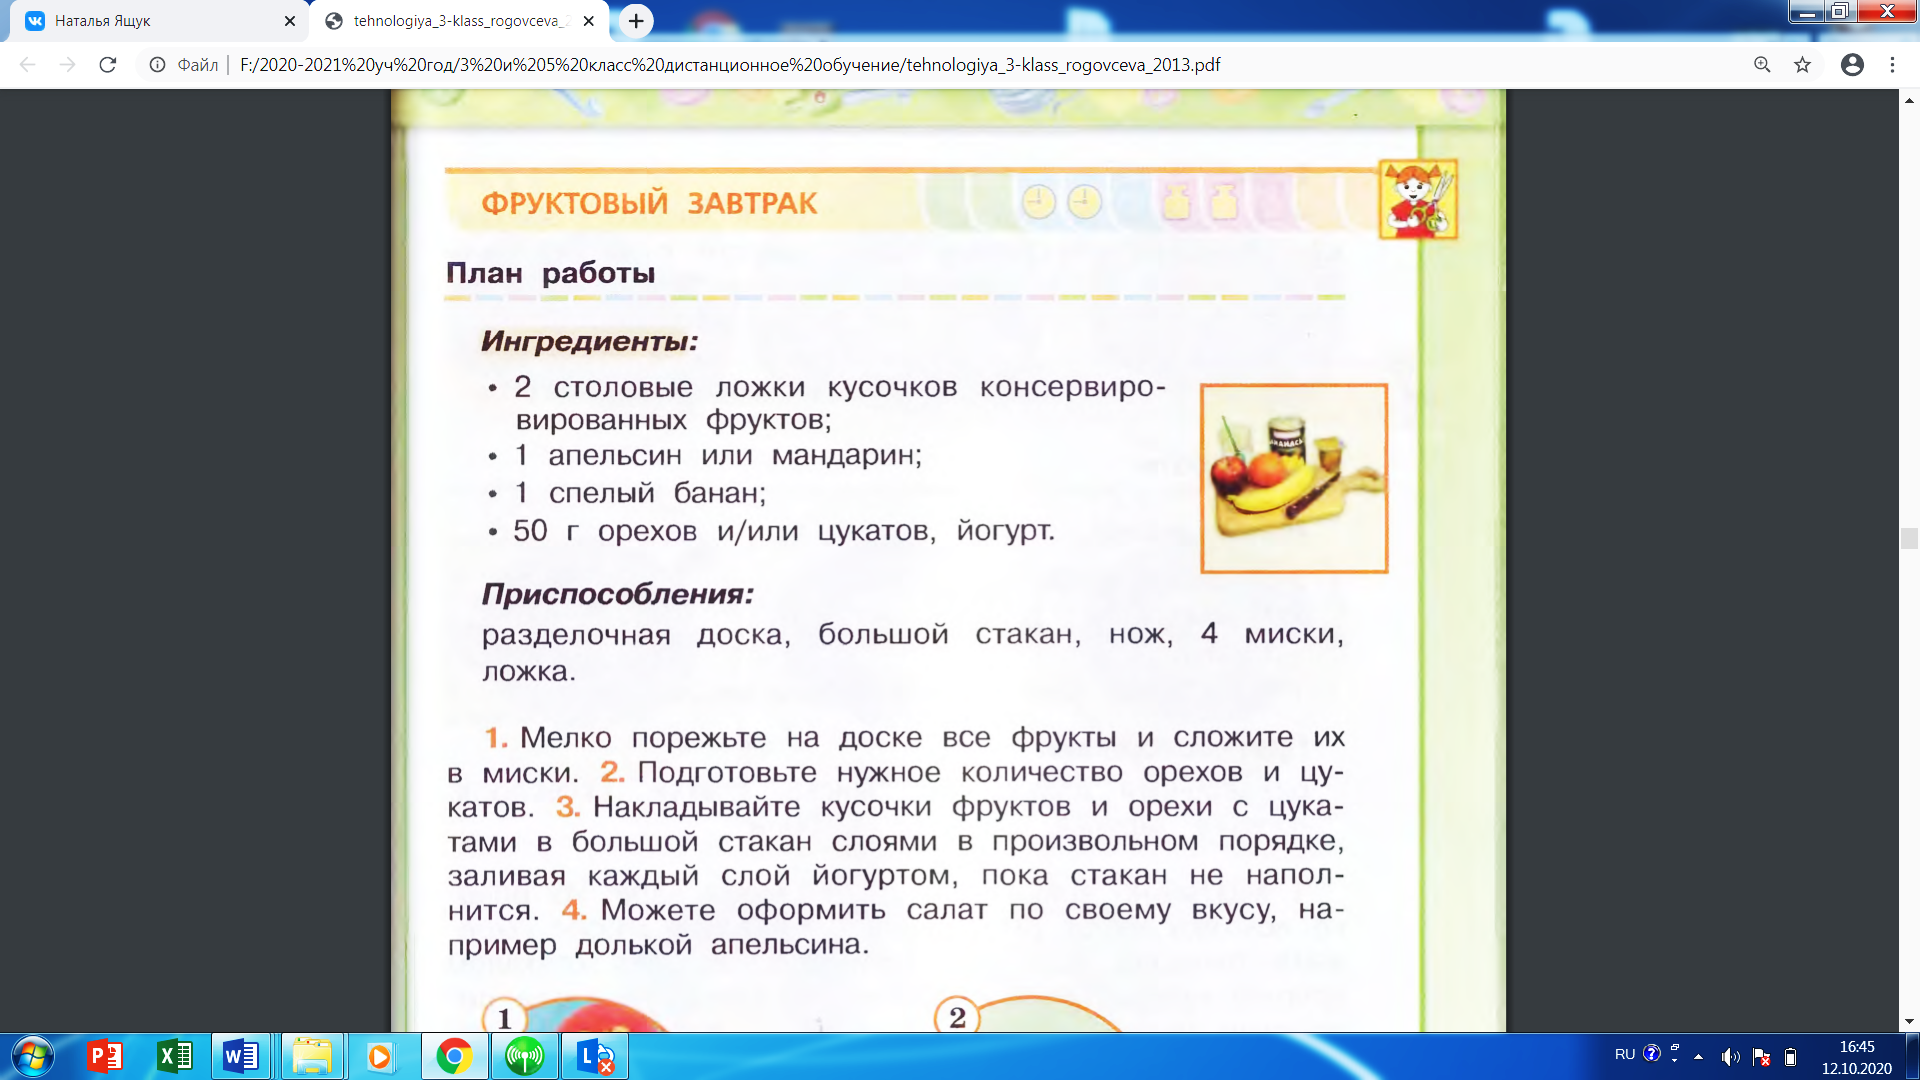 Наталья Ящук
tehnologiya_3-klass_rogovceva_2
Файл
F:/2020-2021%20уч%20год/3%20и%205%20класс%20дистанционное%20обучение/tehnologiya_3-klass_rogovceva_2013.pdf
ФРУКТОВЫЙ ЗАВТРАК
План работы
Ингредиенты:
• 2 столовые ложки кусочков консервиро-
вированных фруктов;
• 1 апельсин или мандарин;
• 1 спелый банан;
• 50 г орехов и/или цукатов, йогурт.
АНАНАСЫ
Приспособления:
разделочная доска, большой стакан, нож, 4 миски,
ложка.
1. Мелко порежьте на доске все фрукты и сложите их
в миски. 2. Подготовьте нужное количество орехов и цу-
катов. 3. Накладывайте кусочки фруктов и орехи с цука-
тами в большой стакан слоями в произвольном порядке,
заливая каждый слой йогуртом, пока стакан не напол-
нится. 4. Можете оформить салат по своему вкусу, на-
пример долькой апельсина.
1
2
RU
16:45
12.10.2020